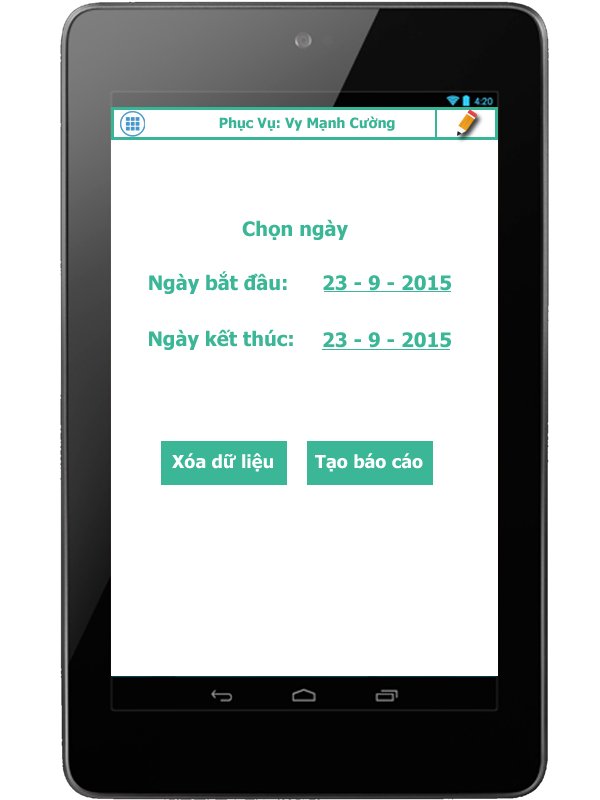 4:20
Phục Vụ: Vy Mạnh Cường
Chọn ngày
Ngày bắt đầu: 23 - 9 - 2015
Ngày kết thúc: 23 - 9 - 2015
Xóa dữ liệu Tạo báo cáo